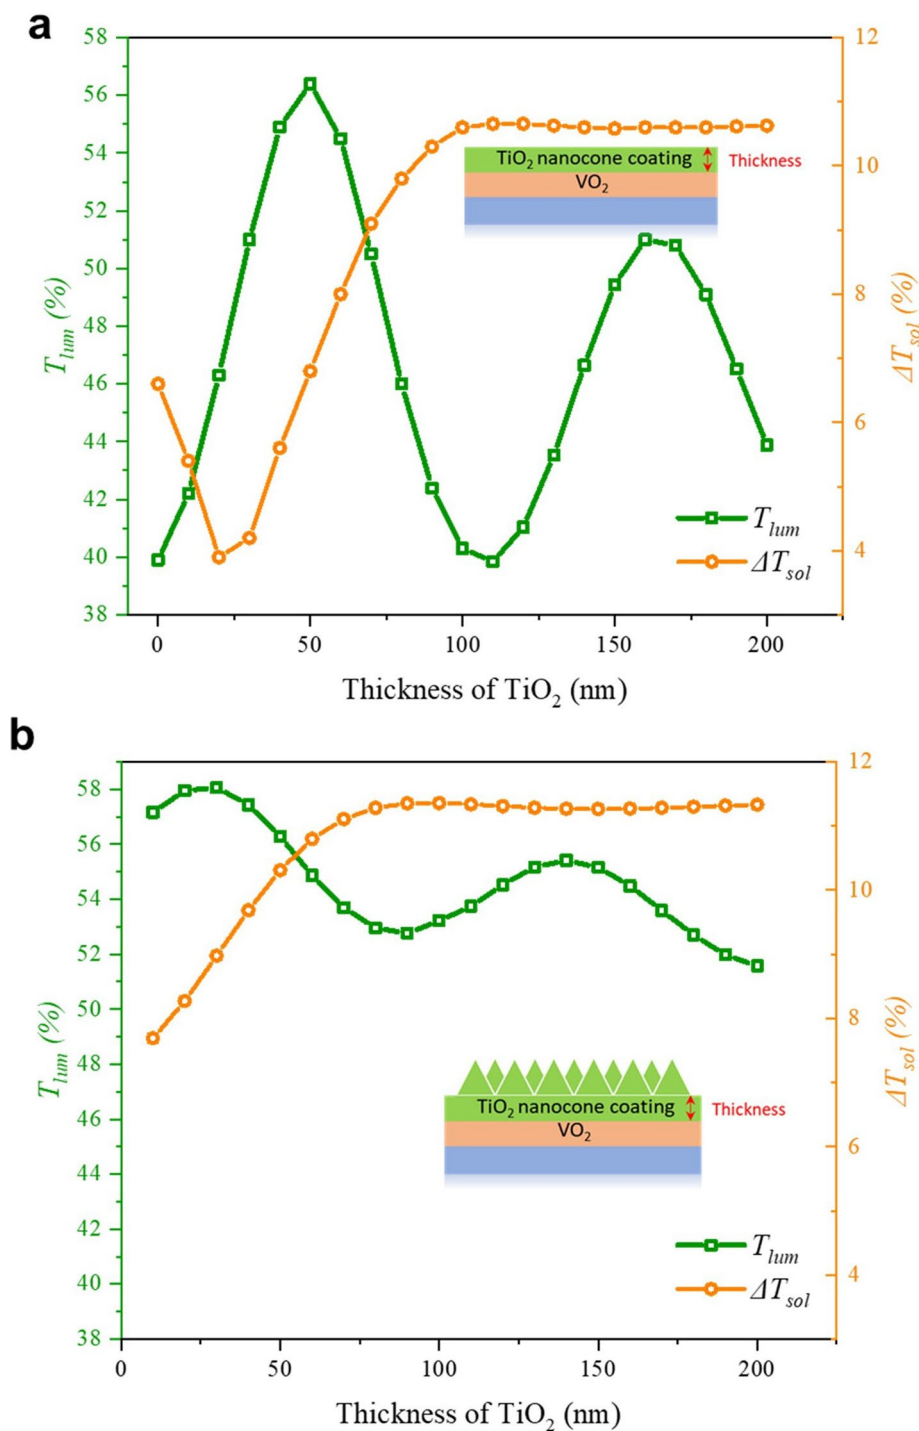 a
58
56
54
52
50
48
46
44
42
40
38
T_lum (%)
12
10
8
6
4
ΔT_sol (%)
TiO₂ nanocone coating
Thickness
VO₂
T_lum
ΔT_sol
0 50 100 150 200
Thickness of TiO₂ (nm)
b
58
56
54
52
50
48
46
44
42
40
38
T_lum (%)
12
10
8
6
4
ΔT_sol (%)
TiO₂ nanocone coating
Thickness
VO₂
T_lum
ΔT_sol
0 50 100 150 200
Thickness of TiO₂ (nm)